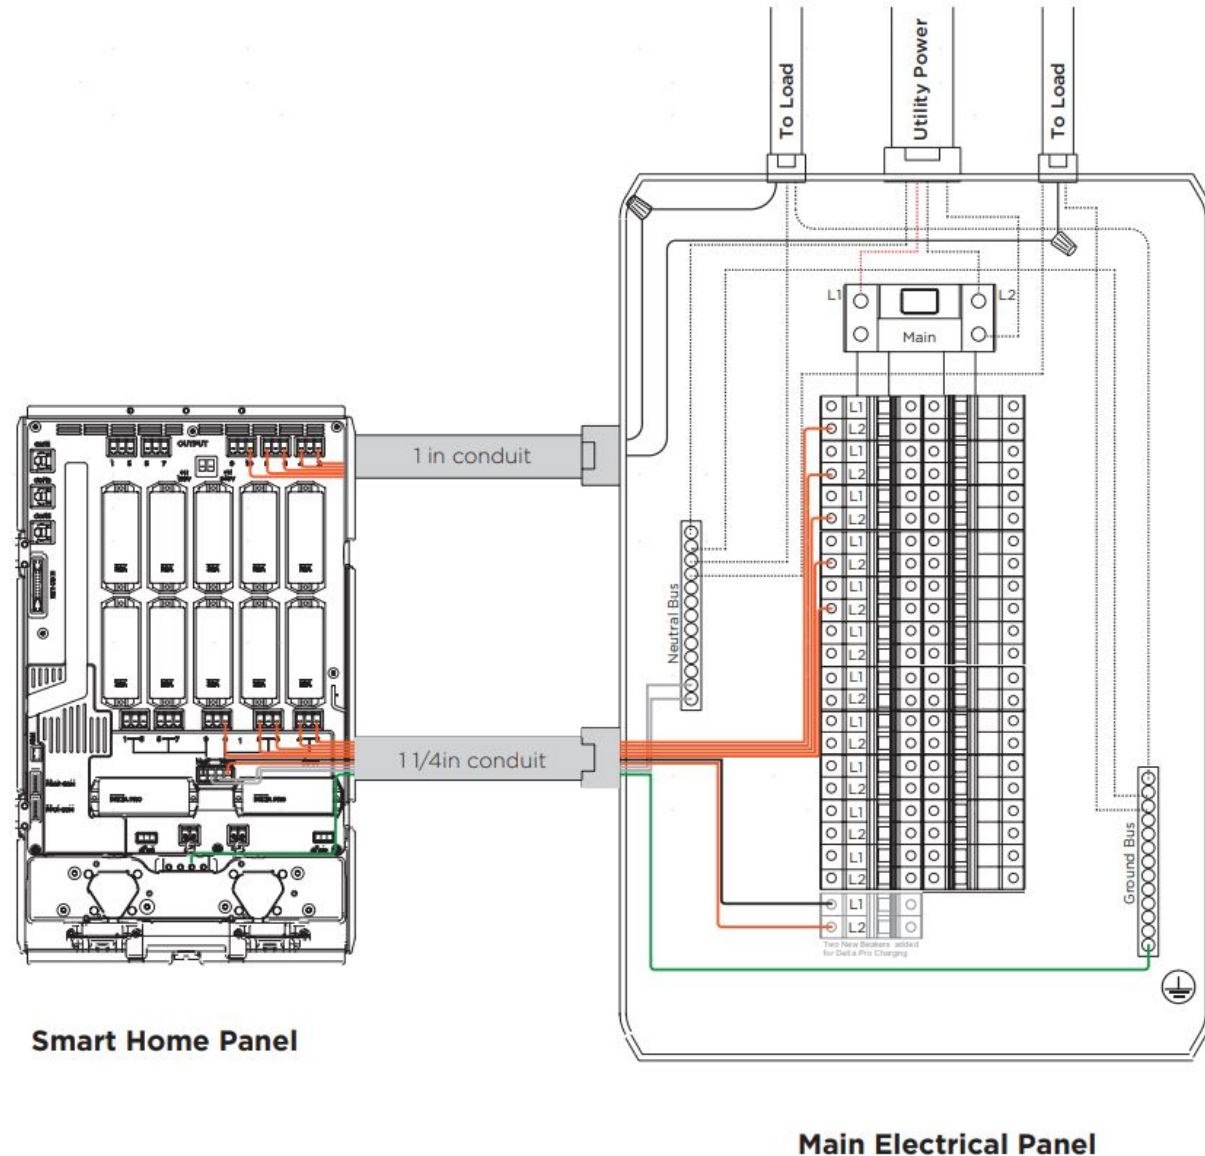 To Load
Utility Power
To Load
L1
L2
Main
OUTPUT
1 in conduit
L1
L2
L1
L2
L1
L2
L1
L2
L1
L2
L1
L2
L1
L2
L1
L2
L1
L2
L1
L2
L1
L2
Neutral Bus
1 1/4in conduit
Ground Bus
L1
L2
Two New Beakers added
for Delta Pro Charging
Smart Home Panel
Main Electrical Panel